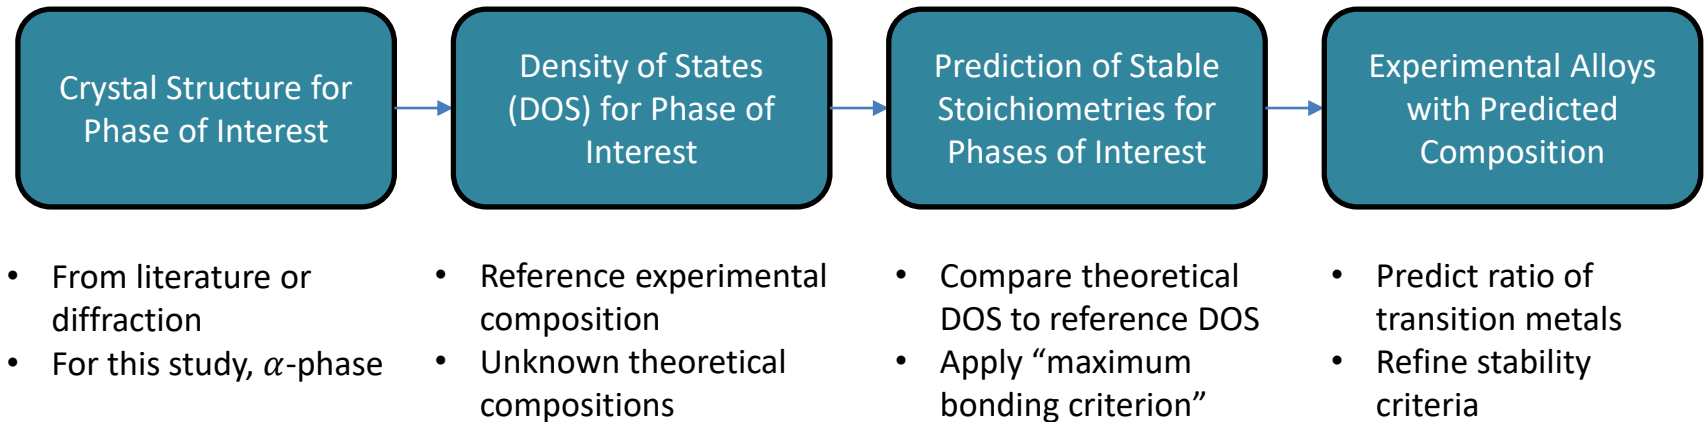 Crystal Structure for
Phase of Interest
Density of States
(DOS) for Phase of
Interest
Prediction of Stable
Stoichiometries for
Phases of Interest
Experimental Alloys
with Predicted
Composition
• From literature or
diffraction
• For this study, 𝛼-phase
• Reference experimental
composition
• Unknown theoretical
compositions
• Compare theoretical
DOS to reference DOS
• Apply “maximum
bonding criterion”
• Predict ratio of
transition metals
• Refine stability
criteria